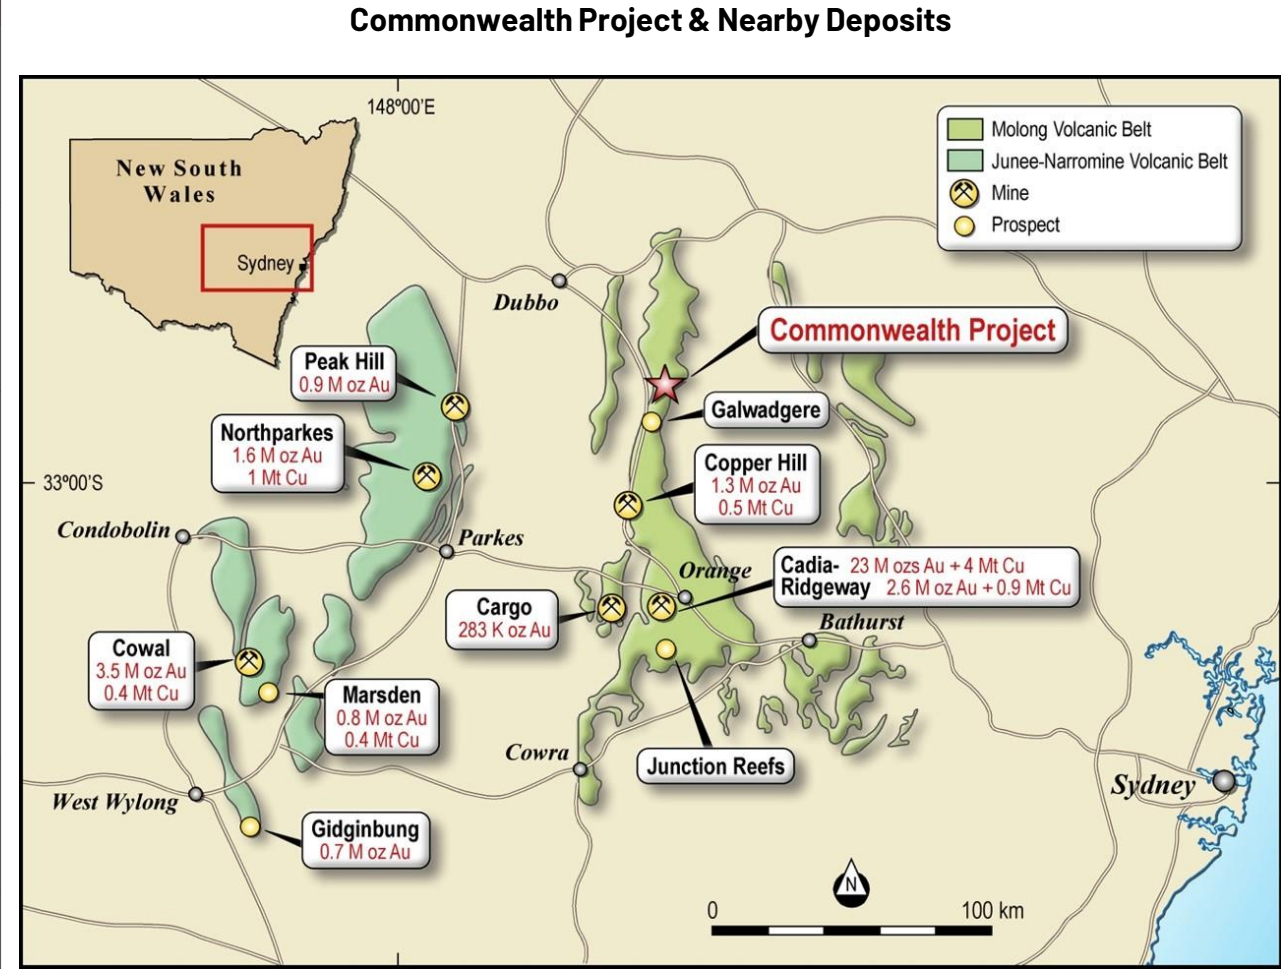 Commonwealth Project & Nearby Deposits
148°00'E
New South
Wales
Sydney
Molong Volcanic Belt
Junee-Narromine Volcanic Belt
Mine
Prospect
Dubbo
Commonwealth Project
Peak Hill
0.9 M oz Au
Galwadgere
Northparkes
1.6 M oz Au
1 Mt Cu
Copper Hill
1.3 M oz Au
0.5 Mt Cu
33°00'S
Condobolin
Parkes
Orange
Cadia- 23 M ozs Au + 4 Mt Cu
Ridgeway 2.6 M oz Au + 0.9 Mt Cu
Cargo
283 K oz Au
Bathurst
Cowal
3.5 M oz Au
0.4 Mt Cu
Marsden
0.8 M oz Au
0.4 Mt Cu
Cowra
Junction Reefs
Sydney
West Wylong
Gidginbung
0.7 M oz Au
N
0 100 km